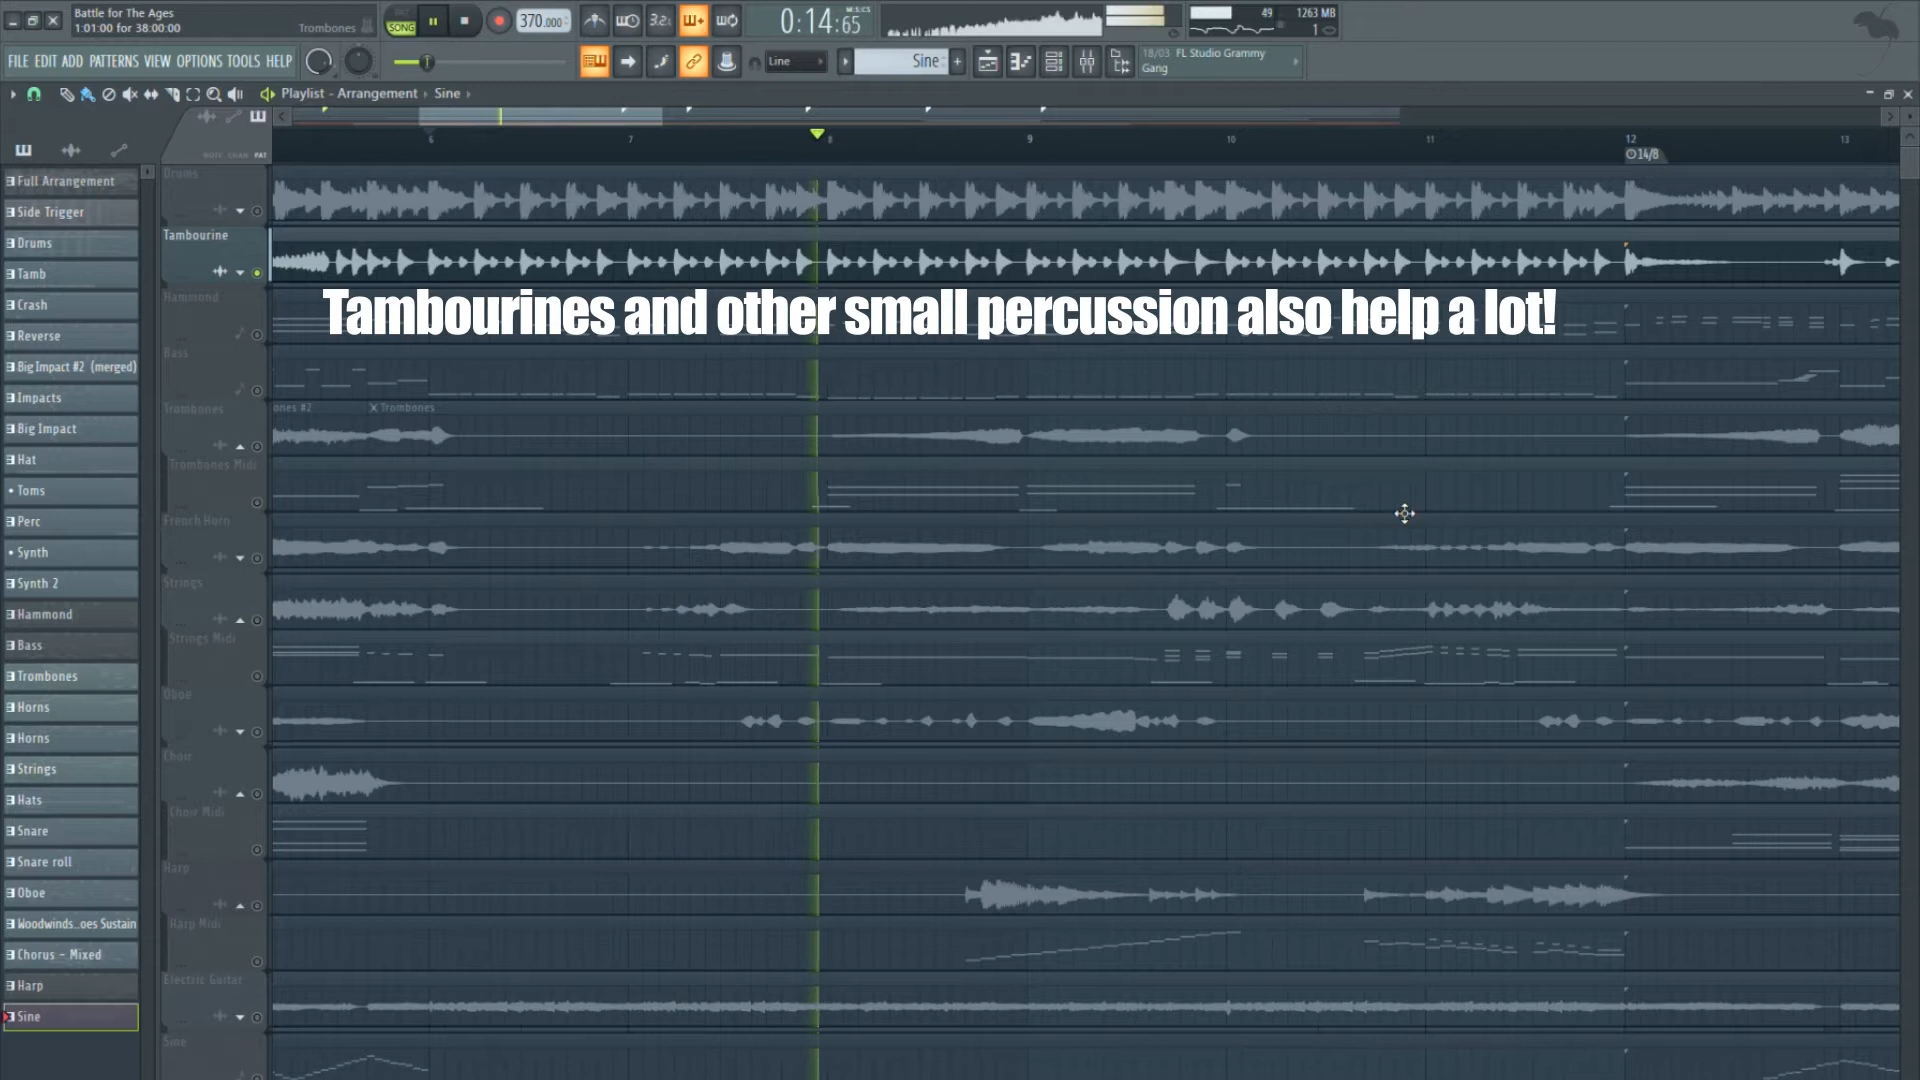 Battle for The Ages
1:01:00 for 38:00:00
Trombones
PAT
SONG
370.000
3.2.
0:14:65
M:S:CS
49
1263 MB
1
FILE EDIT ADD PATTERNS VIEW OPTIONS TOOLS HELP
Line
Sine
18/03 FL Studio Grammy
Gang
Playlist - Arrangement › Sine ›
6 7 8 9 10 11 12 13
14/8
NOTE CHAN PAT
Full Arrangement
Side Trigger
Drums
Tamb
Crash
Reverse
Big Impact #2 (merged)
Impacts
Big Impact
Hat
Toms
Perc
Synth
Synth 2
Hammond
Bass
Trombones
Horns
Horns
Strings
Hats
Snare
Snare roll
Oboe
Woodwinds..oes Sustain
Chorus - Mixed
Harp
Sine
Drums
Tambourine
Tambourines and other small percussion also help a lot!
Hammond
Bass
Trombones
ones #2
Trombones
Trombones Midi
French Horn
Strings
Strings Midi
Oboe
Choir
Choir Midi
Harp
Harp Midi
Electric Guitar
Sine